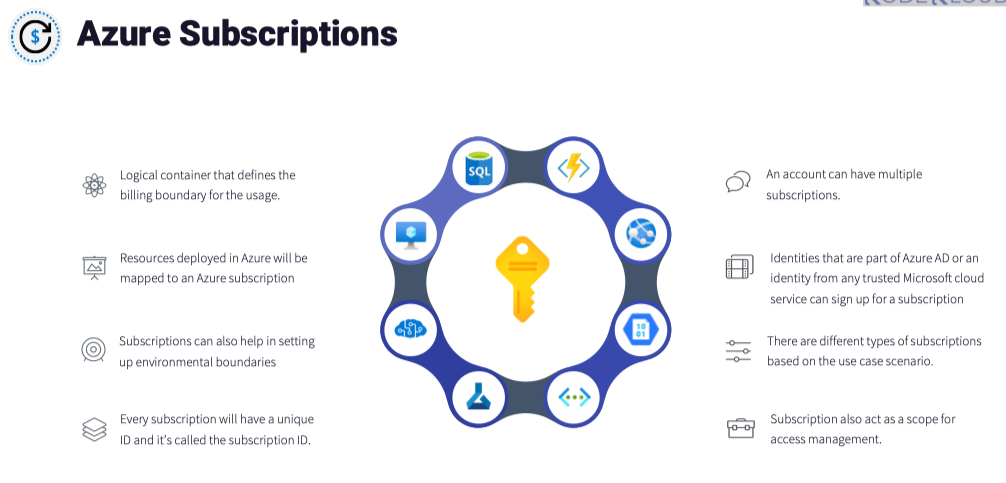 KODEKLOUD
Azure Subscriptions
Logical container that defines the
billing boundary for the usage.
Resources deployed in Azure will be
mapped to an Azure subscription
Subscriptions can also help in setting
up environmental boundaries
Every subscription will have a unique
ID and it’s called the subscription ID.
$
SQL
10
01
An account can have multiple
subscriptions.
Identities that are part of Azure AD or an
identity from any trusted Microsoft cloud
service can sign up for a subscription
There are different types of subscriptions
based on the use case scenario.
Subscription also act as a scope for
access management.